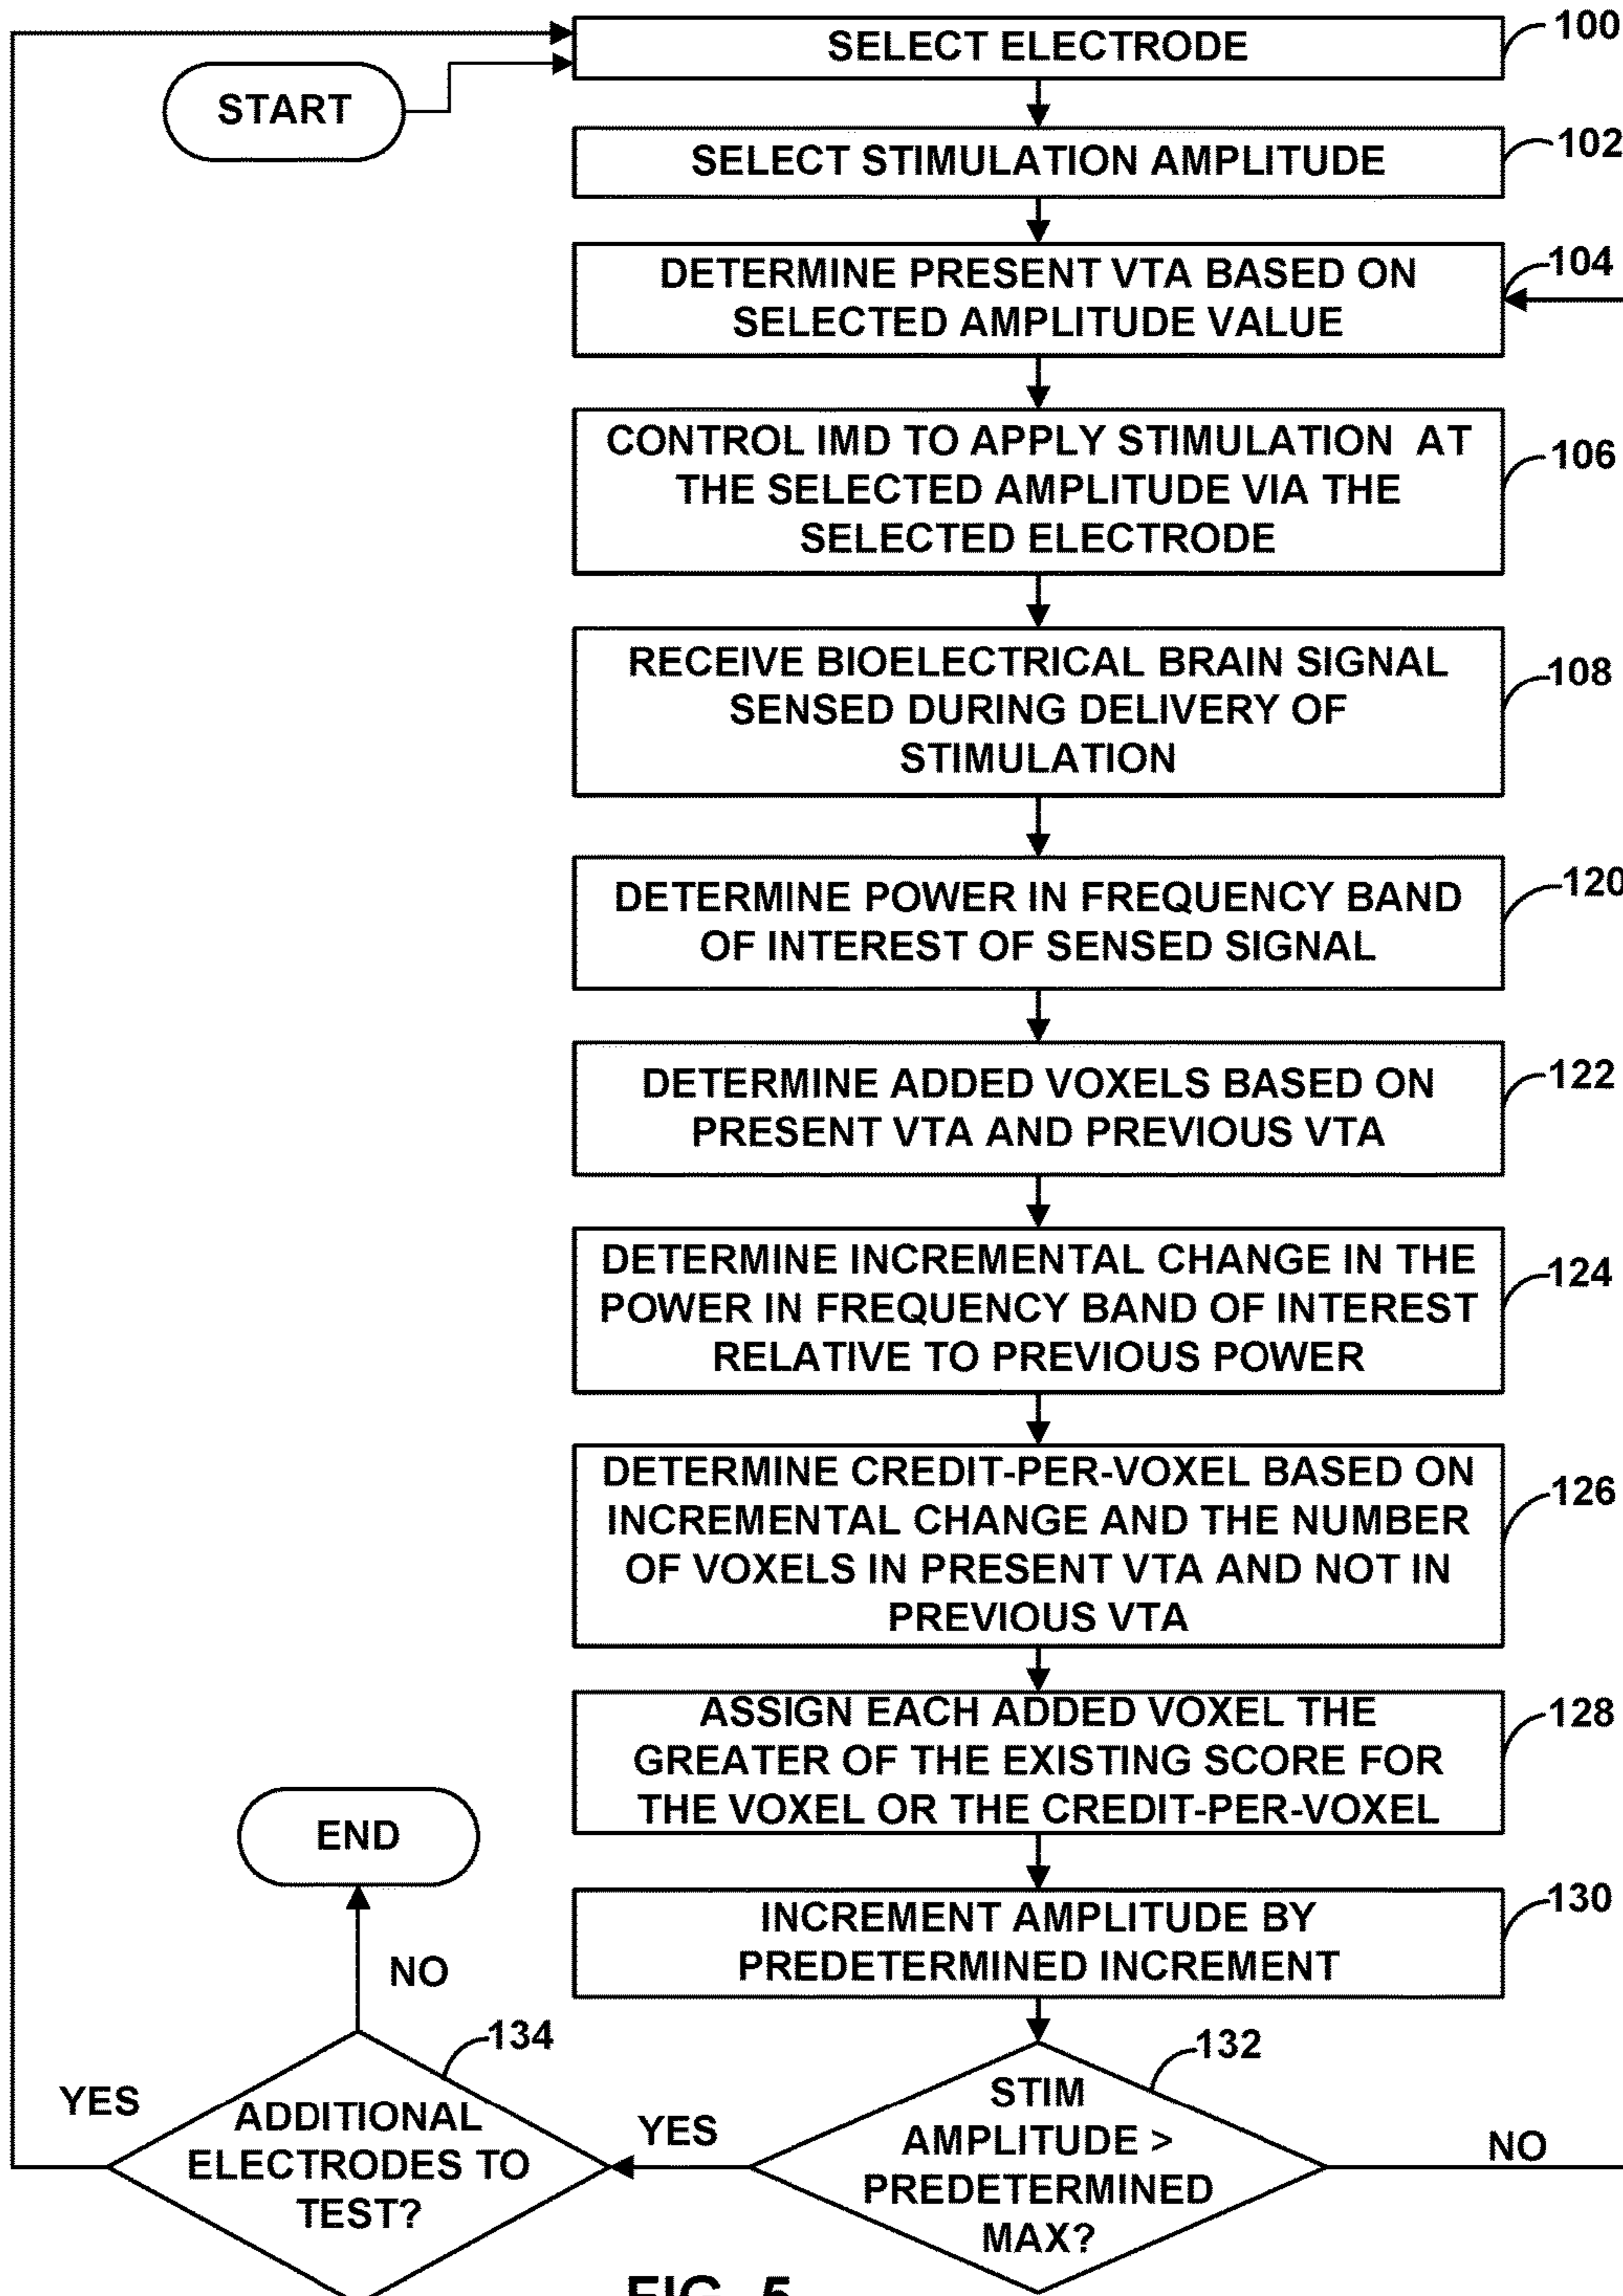 SELECT ELECTRODE
100
START
SELECT STIMULATION AMPLITUDE
102
DETERMINE PRESENT VTA BASED ON
SELECTED AMPLITUDE VALUE
104
CONTROL IMD TO APPLY STIMULATION AT
THE SELECTED AMPLITUDE VIA THE
SELECTED ELECTRODE
106
RECEIVE BIOELECTRICAL BRAIN SIGNAL
SENSED DURING DELIVERY OF
STIMULATION
108
DETERMINE POWER IN FREQUENCY BAND
OF INTEREST OF SENSED SIGNAL
120
DETERMINE ADDED VOXELS BASED ON
PRESENT VTA AND PREVIOUS VTA
122
DETERMINE INCREMENTAL CHANGE IN THE
POWER IN FREQUENCY BAND OF INTEREST
RELATIVE TO PREVIOUS POWER
124
DETERMINE CREDIT-PER-VOXEL BASED ON
INCREMENTAL CHANGE AND THE NUMBER
OF VOXELS IN PRESENT VTA AND NOT IN
PREVIOUS VTA
126
ASSIGN EACH ADDED VOXEL THE
GREATER OF THE EXISTING SCORE FOR
THE VOXEL OR THE CREDIT-PER-VOXEL
128
END
INCREMENT AMPLITUDE BY
PREDETERMINED INCREMENT
130
NO
134
132
YES
ADDITIONAL
ELECTRODES TO
TEST?
YES
STIM
AMPLITUDE >
PREDETERMINED
MAX?
NO
FIG. 5